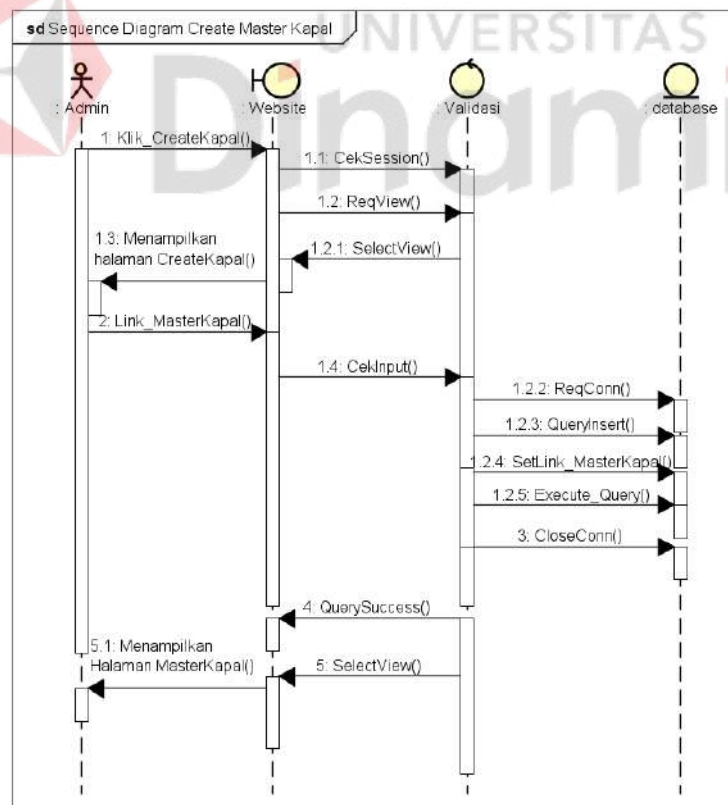 UNIVERSITAS
Dinami
sd Sequence Diagram Create Master Kapal
: Admin
: Website
: Validasi
: database
1: Klik_CreateKapal()
1.1: CekSession()
1.2: ReqView()
1.3: Menampilkan
halaman CreateKapal()
1.2.1: SelectView()
2: Link_MasterKapal()
1.4: CekInput()
1.2.2: ReqConn()
1.2.3: QueryInsert()
1.2.4: SetLink_MasterKapal()
1.2.5: Execute_Query()
3: CloseConn()
4: QuerySuccess()
5.1: Menampilkan
Halaman MasterKapal()
5: SelectView()